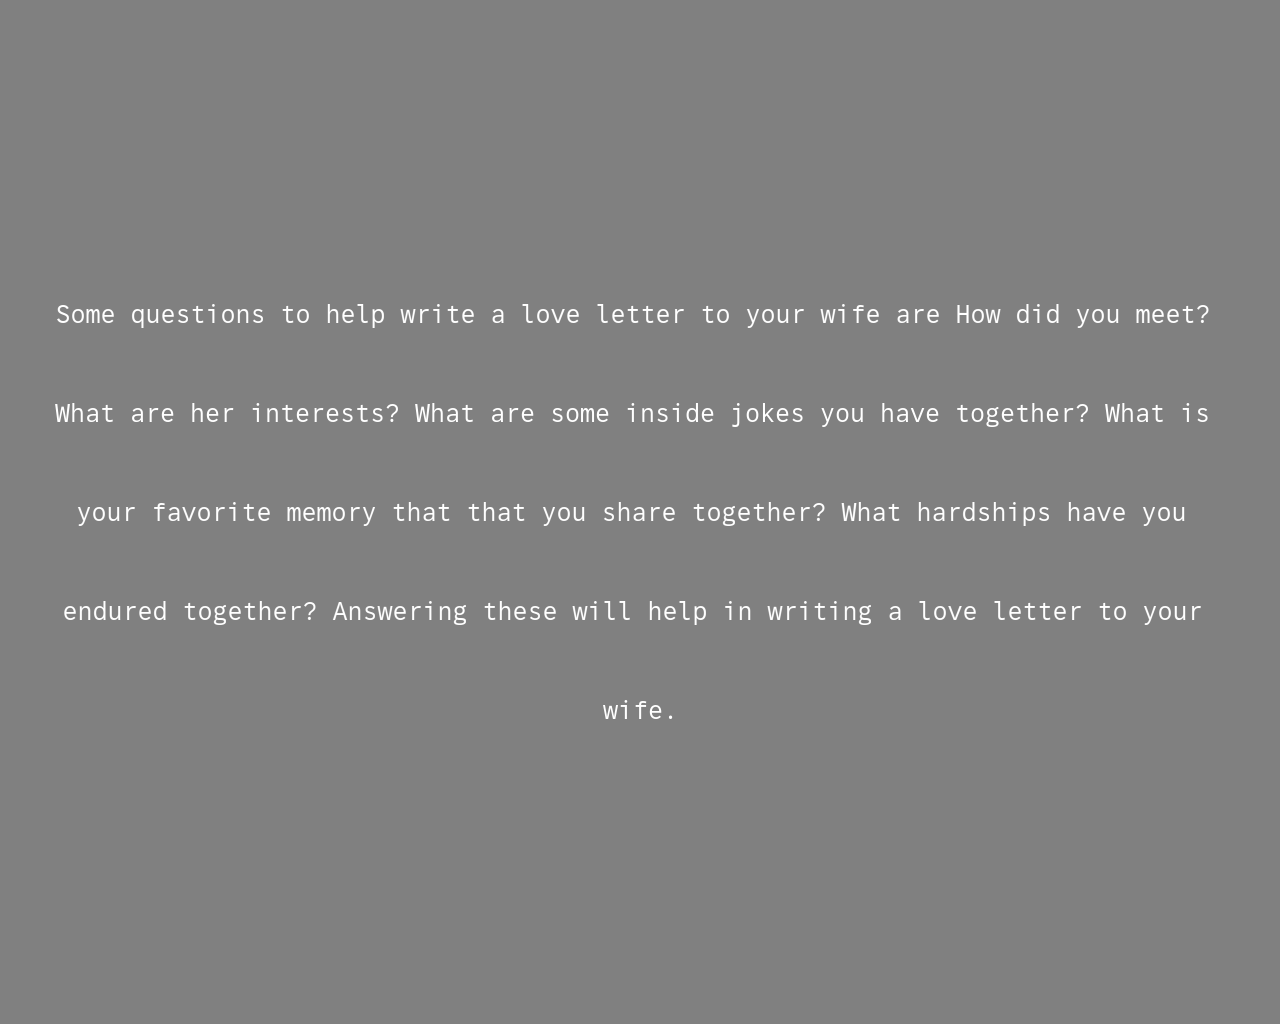 Some questions to help write a love letter to your wife are How did you meet?
What are her interests? What are some inside jokes you have together? What is
your favorite memory that that you share together? What hardships have you
endured together? Answering these will help in writing a love letter to your
wife.